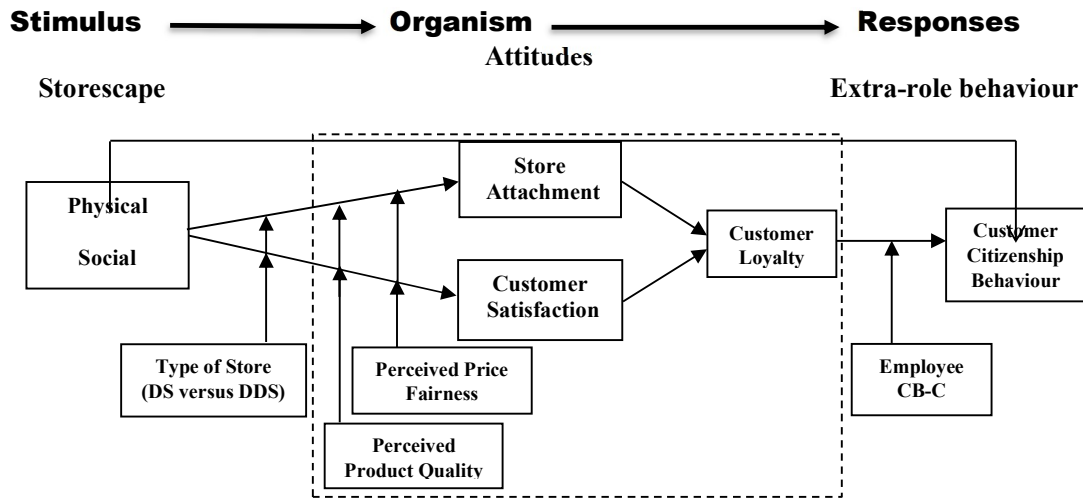 Stimulus
Organism
Responses
Attitudes
Storescape
Extra-role behaviour
Physical
Social
Store
Attachment
Customer
Satisfaction
Customer
Loyalty
Customer
Citizenship
Behaviour
Type of Store
(DS versus DDS)
Perceived Price
Fairness
Perceived
Product Quality
Employee
CB-C